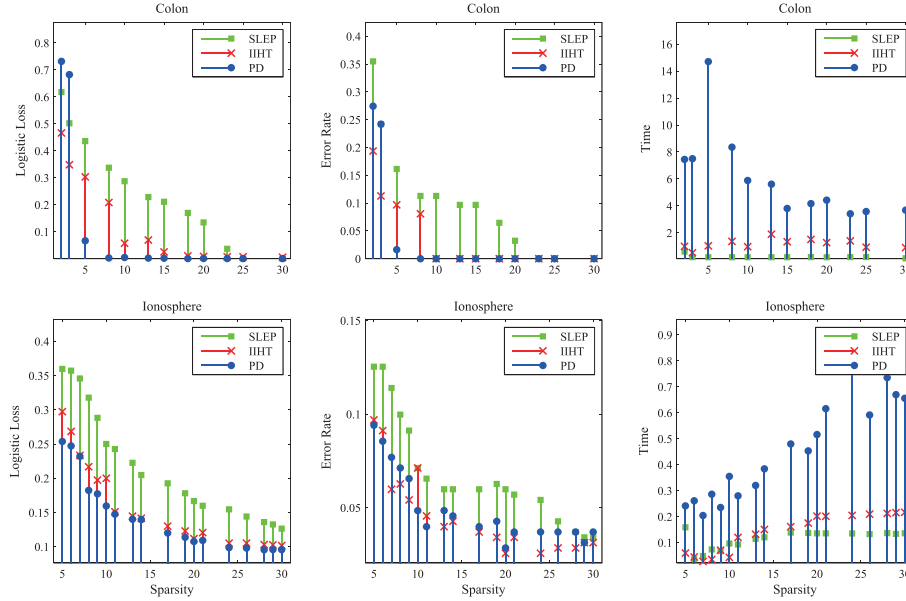 Colon
0.8
0.7
0.6
0.5
0.4
0.3
0.2
0.1
5 10 15 20 25 30
Logistic Loss
SLEP
IIHT
PD
Error Rate
0.4
0.35
0.3
0.25
0.2
0.15
0.1
0.05
0
0 5 10 15 20 25 30
SLEP
IIHT
PD
Colon
Time
16
14
12
10
8
6
4
2
5 10 15 20 25 30
SLEP
IIHT
PD
Ionosphere
Logistic Loss
0.4
0.35
0.3
0.25
0.2
0.15
0.1
5 10 15 20 25 30
Sparsity
SLEP
IIHT
PD
Ionosphere
Error Rate
0.15
0.1
0.05
5 10 15 20 25 30
SLEP
IIHT
PD
Ionosphere
Time
0.9
0.8
0.7
0.6
0.5
0.4
0.3
0.2
0.1
5 10 15 20 25 30
Sparsity
SLEP
IIHT
PD